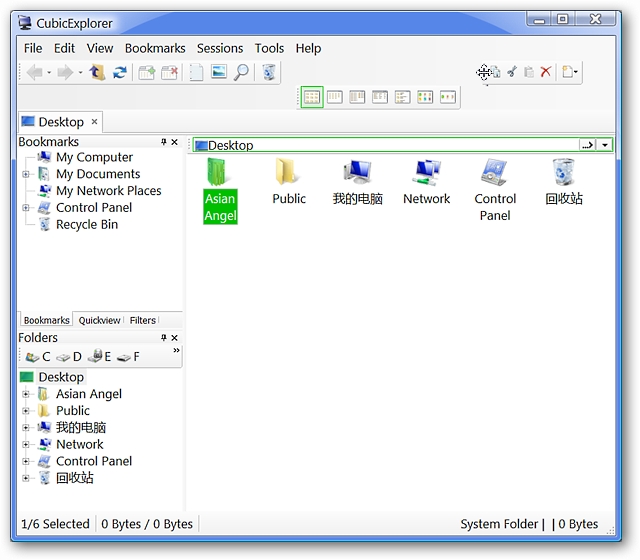 CubicExplorer
File Edit View Bookmarks Sessions Tools Help
Desktop
Bookmarks
My Computer
My Documents
My Network Places
Control Panel
Recycle Bin
Bookmarks Quickview Filters
Desktop
Asian Angel
Public
我的电脑
Network
Control Panel
回收站
Folders
C D E F »
Desktop
Asian Angel
Public
我的电脑
Network
Control Panel
回收站
1/6 Selected 0 Bytes / 0 Bytes System Folder | | 0 Bytes